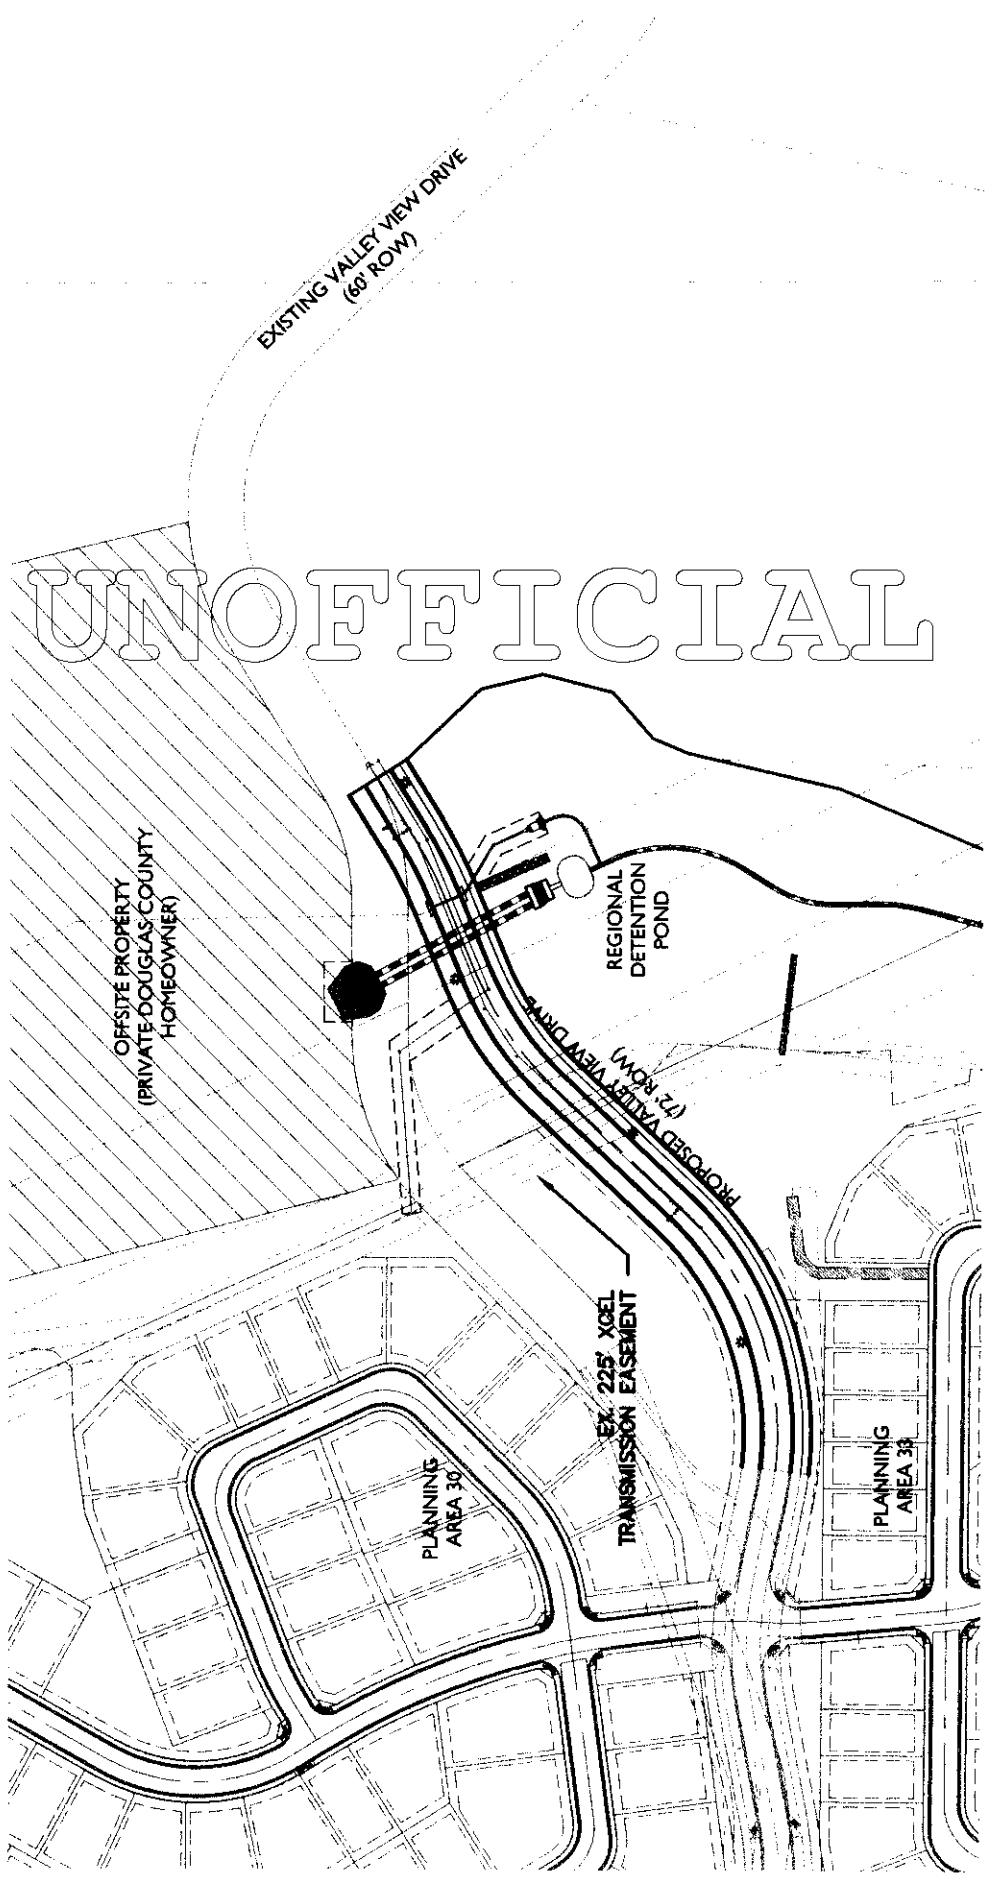 EXISTING VALLEY VIEW DRIVE
(60' ROW)
UNOFFICIAL
OFFSITE PROPERTY
(PRIVATE DOUGLAS COUNTY
HOMEOWNER)
REGIONAL
DETENTION
POND
PROPOSED VALLEY VIEW DRIVE
(72' ROW)
EX. 225' XCEL
TRANSMISSION EASEMENT
PLANNING
AREA 30
PLANNING
AREA 33